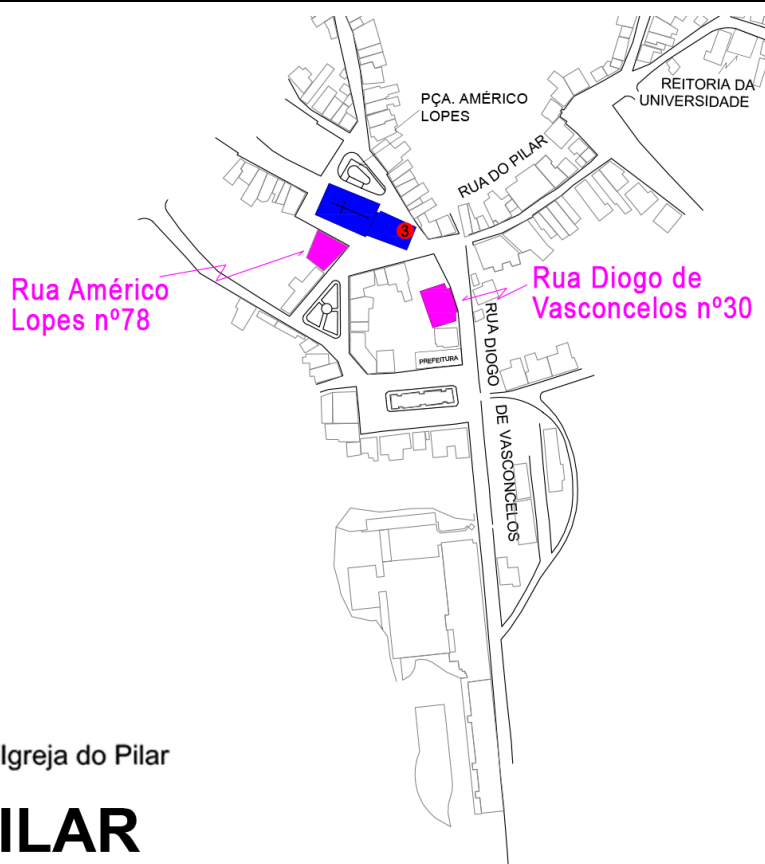 REITORIA DA
UNIVERSIDADE
PÇA. AMÉRICO
LOPES
RUA DO PILAR
3
Rua Américo
Lopes nº78
Rua Diogo de
Vasconcelos nº30
RUA DIOGO
DE VASCONCELOS
PREFEITURA
Igreja do Pilar
ILAR